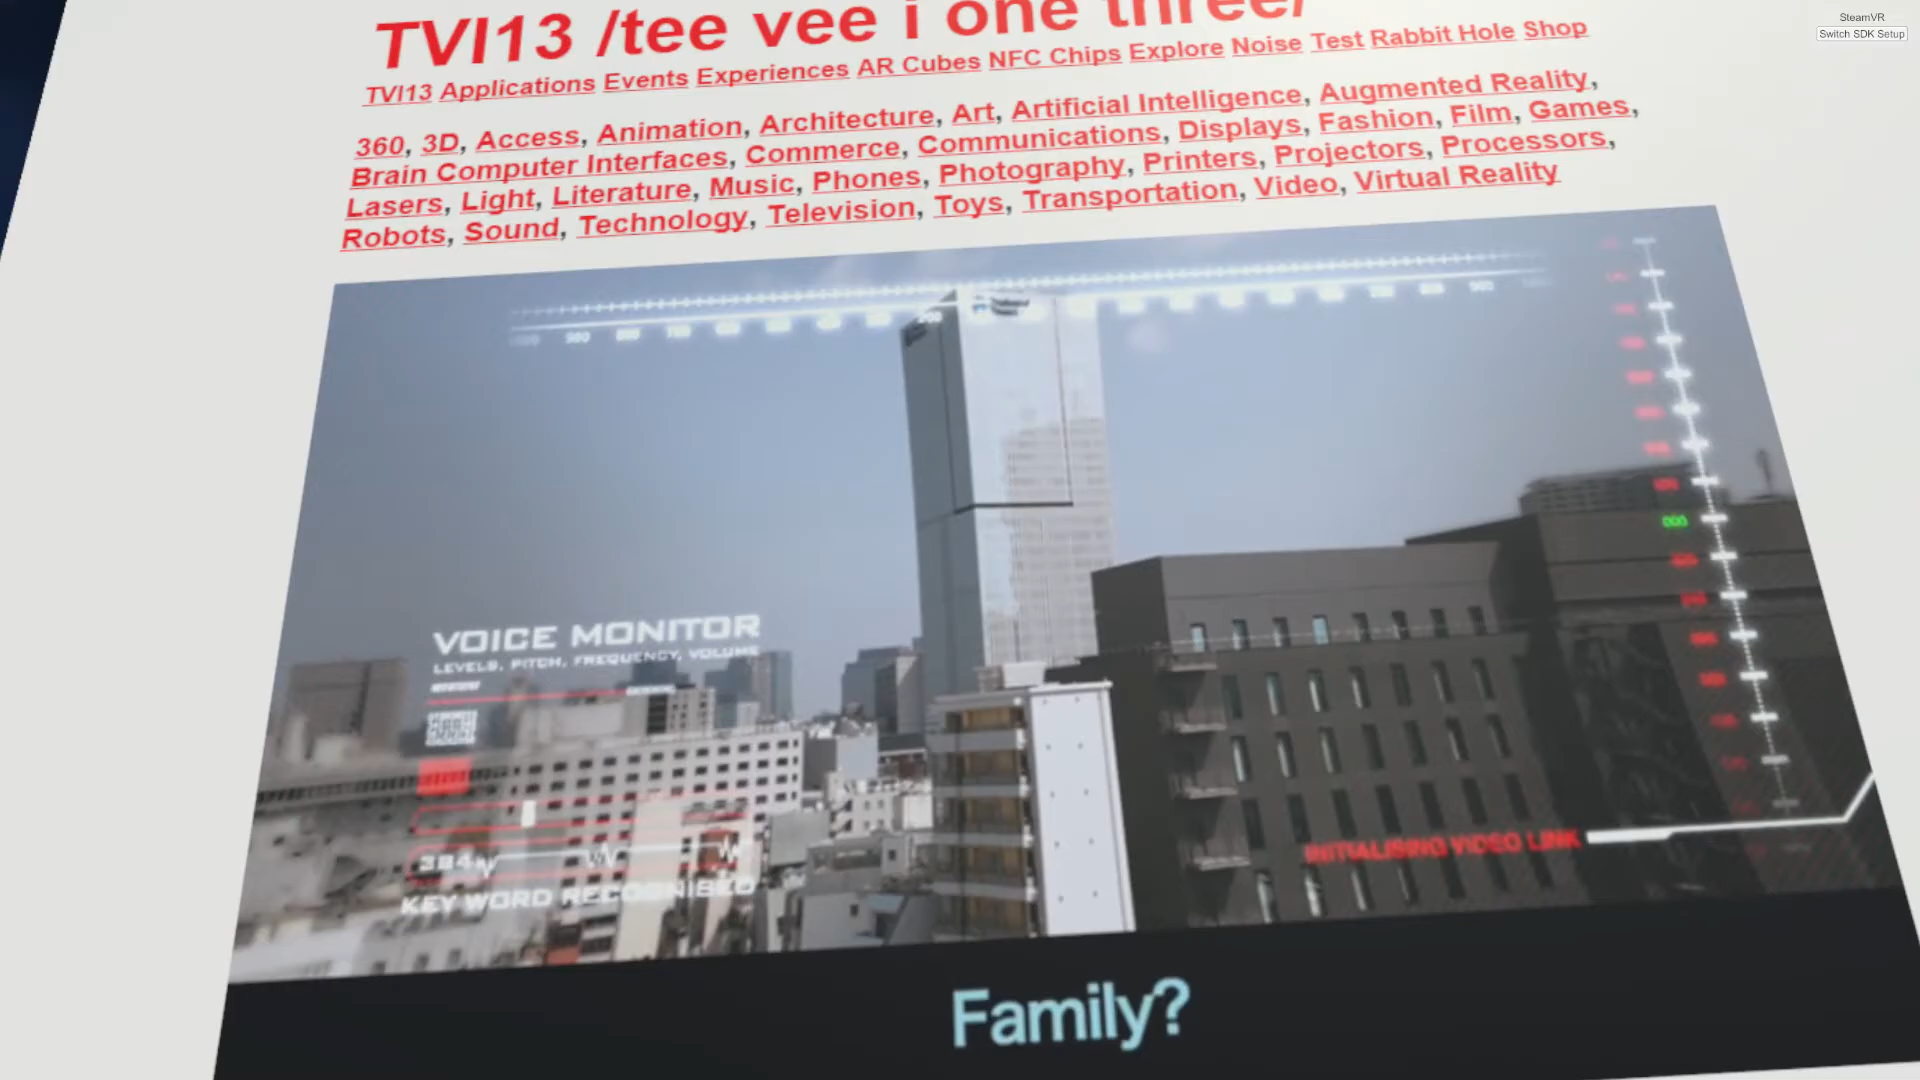 TVI13 /tee vee i one three/
TVI13 Applications Events Experiences AR Cubes NFC Chips Explore Noise Test Rabbit Hole Shop
360, 3D, Access, Animation, Architecture, Art, Artificial Intelligence, Augmented Reality,
Brain Computer Interfaces, Commerce, Communications, Displays, Fashion, Film, Games,
Lasers, Light, Literature, Music, Phones, Photography, Printers, Projectors, Processors,
Robots, Sound, Technology, Television, Toys, Transportation, Video, Virtual Reality
SteamVR
Switch SDK Setup
VOICE MONITOR
LEVELS, PITCH, FREQUENCY, VOLUME
384
KEY WORD RECOGNISED
000
INITIALISING VIDEO LINK
Family?